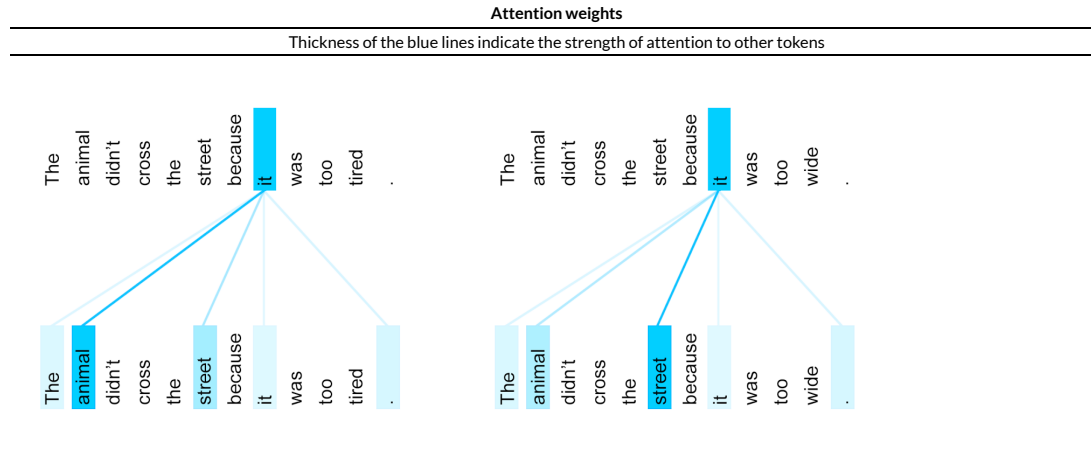 Attention weights
Thickness of the blue lines indicate the strength of attention to other tokens
The animal didn't cross the street because it was too tired .
The animal didn't cross the street because it was too tired .
The animal didn't cross the street because it was too wide .
The animal didn't cross the street because it was too wide .